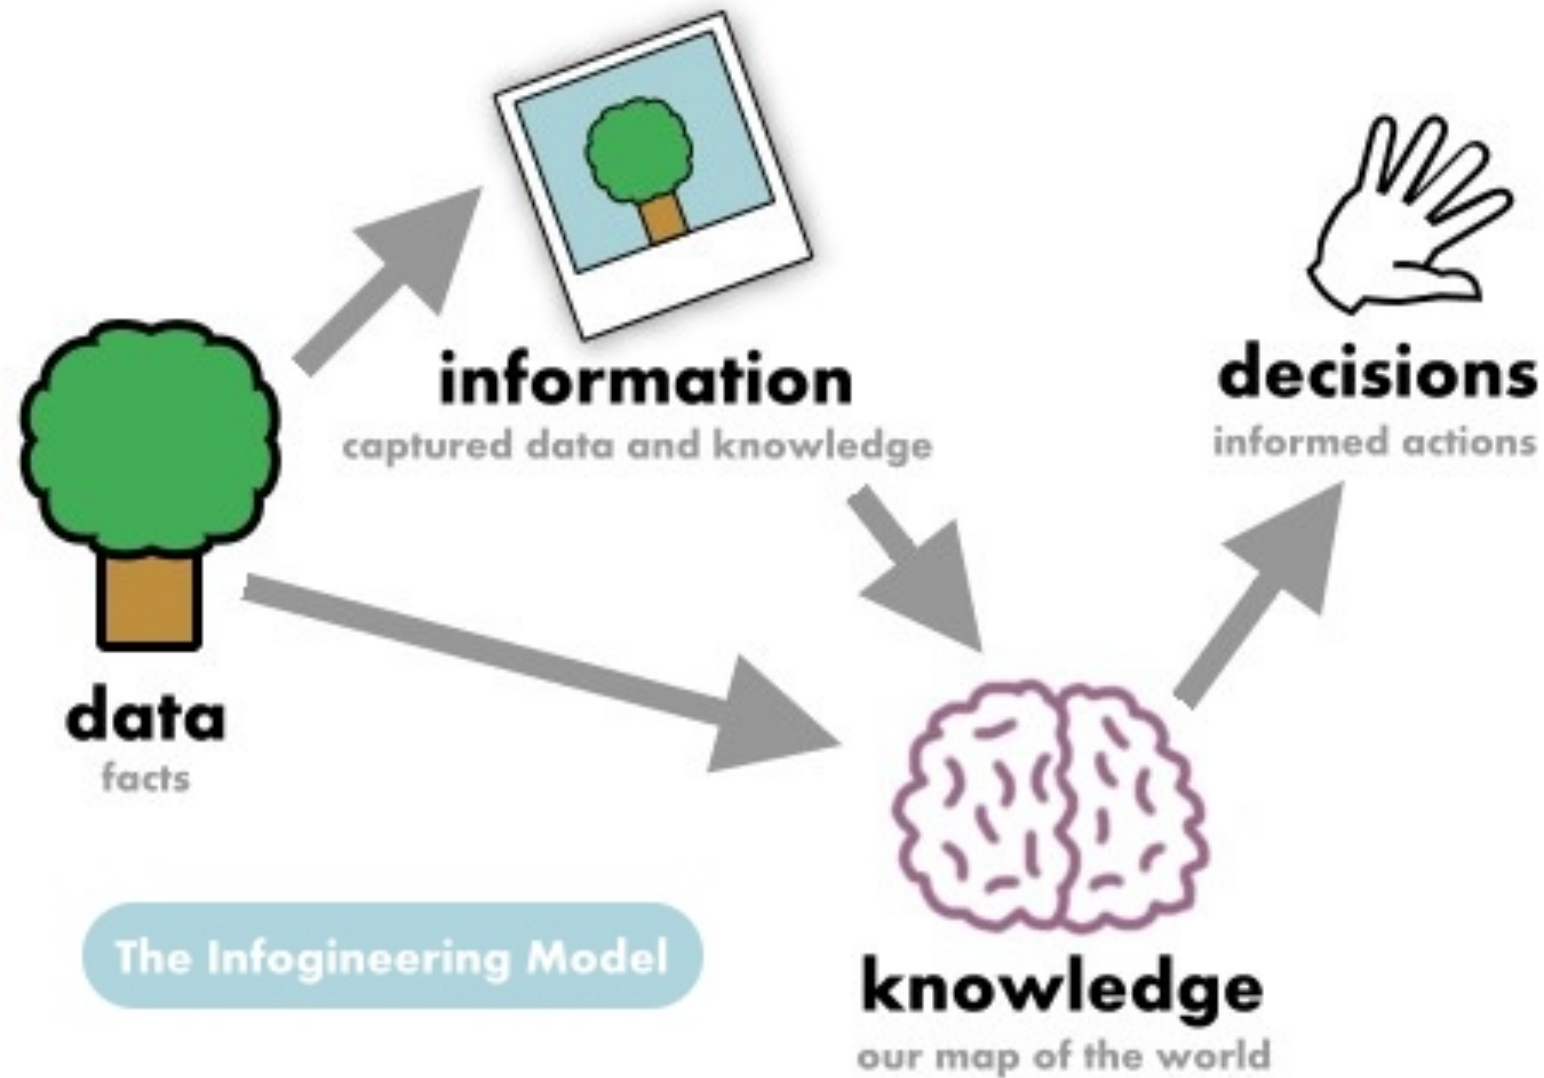 information
captured data and knowledge
decisions
informed actions
data
facts
The Infogineering Model
knowledge
our map of the world